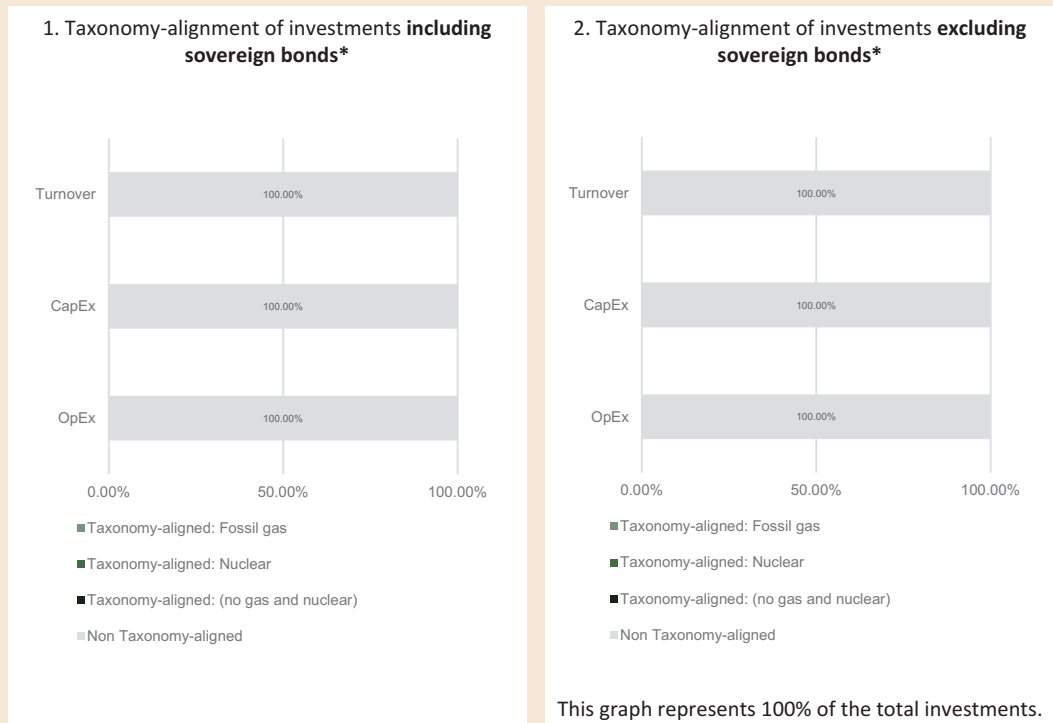 1. Taxonomy-alignment of investments including
sovereign bonds*
Turnover
100.00%
CapEx
100.00%
OpEx
100.00%
0.00%
50.00%
100.00%
Taxonomy-aligned: Fossil gas
Taxonomy-aligned: Nuclear
Taxonomy-aligned: (no gas and nuclear)
Non Taxonomy-aligned
2. Taxonomy-alignment of investments excluding
sovereign bonds*
Turnover
100.00%
CapEx
100.00%
OpEx
100.00%
0.00%
50.00%
100.00%
Taxonomy-aligned: Fossil gas
Taxonomy-aligned: Nuclear
Taxonomy-aligned: (no gas and nuclear)
Non Taxonomy-aligned
This graph represents 100% of the total investments.